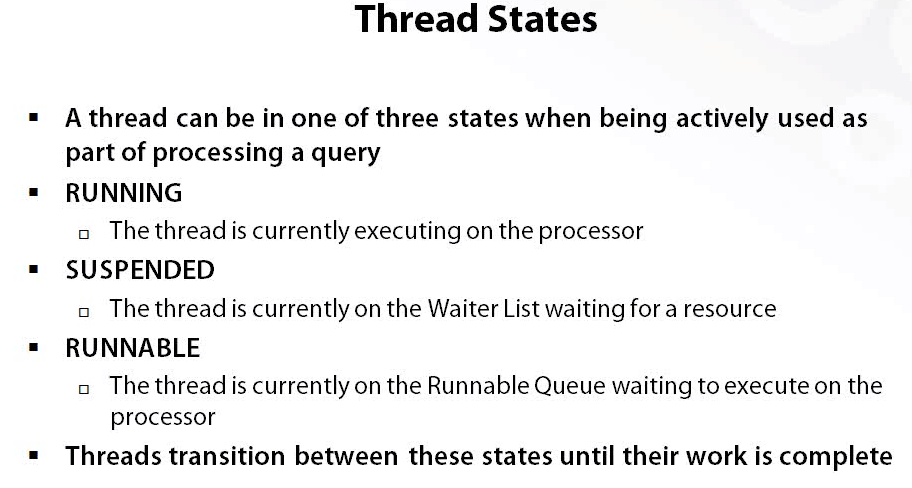 Thread States
▪ A thread can be in one of three states when being actively used as
part of processing a query
▪ RUNNING
▫ The thread is currently executing on the processor
▪ SUSPENDED
▫ The thread is currently on the Waiter List waiting for a resource
▪ RUNNABLE
▫ The thread is currently on the Runnable Queue waiting to execute on the
processor
▪ Threads transition between these states until their work is complete